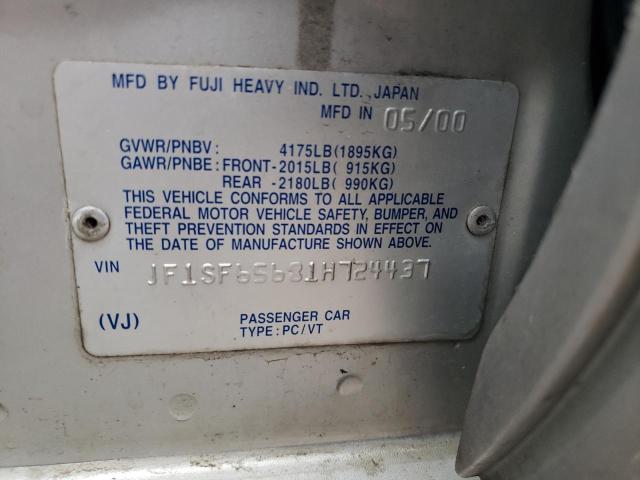 MFD BY FUJI HEAVY IND. LTD., JAPAN
MFD IN 05/00
GVWR/PNBV: 4175LB(1895KG)
GAWR/PNBE: FRONT-2015LB( 915KG)
REAR -2180LB( 990KG)
THIS VEHICLE CONFORMS TO ALL APPLICABLE
FEDERAL MOTOR VEHICLE SAFETY, BUMPER, AND
THEFT PREVENTION STANDARDS IN EFFECT ON
THE DATE OF MANUFACTURE SHOWN ABOVE.
VIN JF1SF65631H724437
(VJ) PASSENGER CAR
TYPE: PC/VT